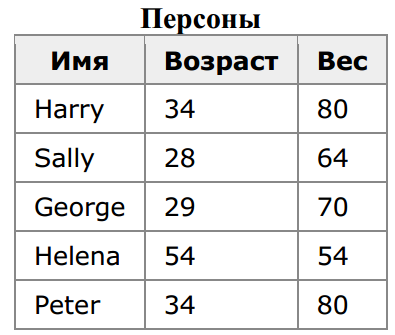 Персоны
Имя Возраст Вес
Harry 34 80
Sally 28 64
George 29 70
Helena 54 54
Peter 34 80